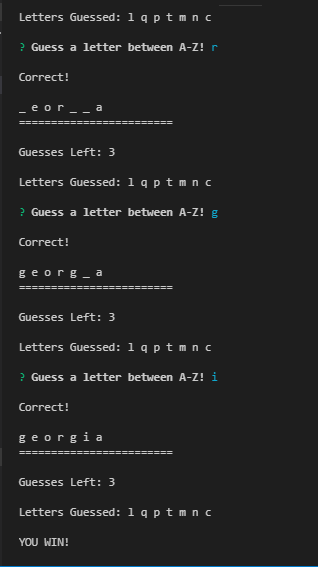 Letters Guessed: l q p t m n c
? Guess a letter between A-Z! r
Correct!
_ e o r _ _ a
========================
Guesses Left: 3
Letters Guessed: l q p t m n c
? Guess a letter between A-Z! g
Correct!
g e o r g _ a
========================
Guesses Left: 3
Letters Guessed: l q p t m n c
? Guess a letter between A-Z! i
Correct!
g e o r g i a
========================
Guesses Left: 3
Letters Guessed: l q p t m n c
YOU WIN!